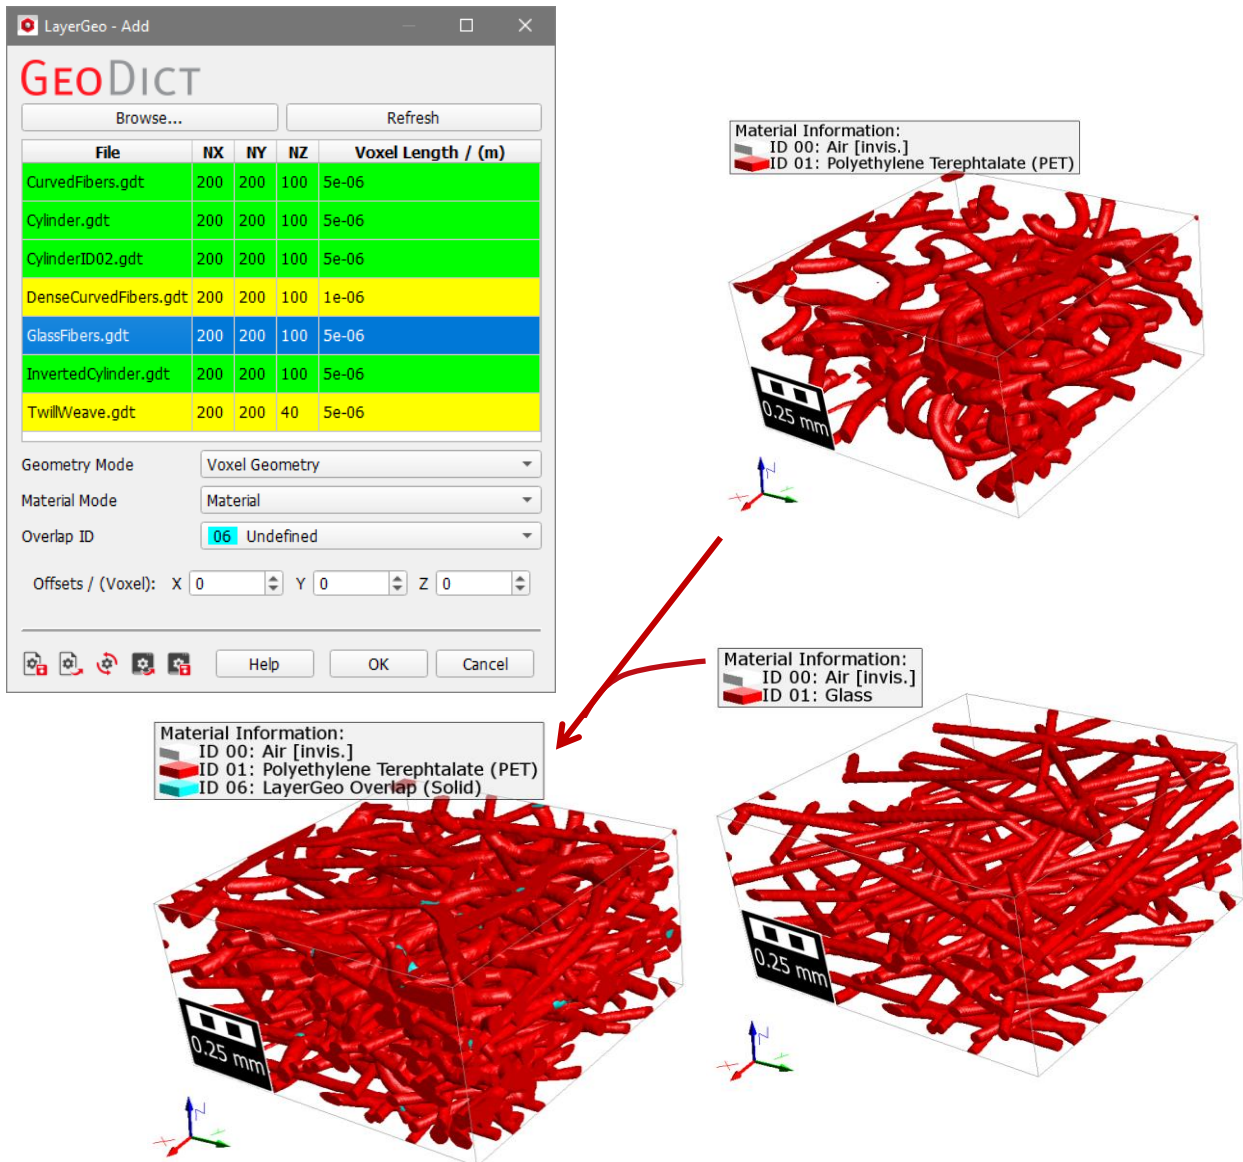 LayerGeo - Add
GEODICT
Browse... Refresh
File NX NY NZ Voxel Length / (m)
CurvedFibers.gdt 200 200 100 5e-06
Cylinder.gdt 200 200 100 5e-06
CylinderID02.gdt 200 200 100 5e-06
DenseCurvedFibers.gdt 200 200 100 1e-06
GlassFibers.gdt 200 200 100 5e-06
InvertedCylinder.gdt 200 200 100 5e-06
TwillWeave.gdt 200 200 40 5e-06
Geometry Mode Voxel Geometry
Material Mode Material
Overlap ID 06 Undefined
Offsets / (Voxel): X 0 Y 0 Z 0
Help OK Cancel
Material Information:
ID 00: Air [invis.]
ID 01: Polyethylene Terephtalate (PET)
0.25 mm
Z
X Y
Material Information:
ID 00: Air [invis.]
ID 01: Glass
0.25 mm
Z
X Y
Material Information:
ID 00: Air [invis.]
ID 01: Polyethylene Terephtalate (PET)
ID 06: LayerGeo Overlap (Solid)
0.25 mm
Z
X Y